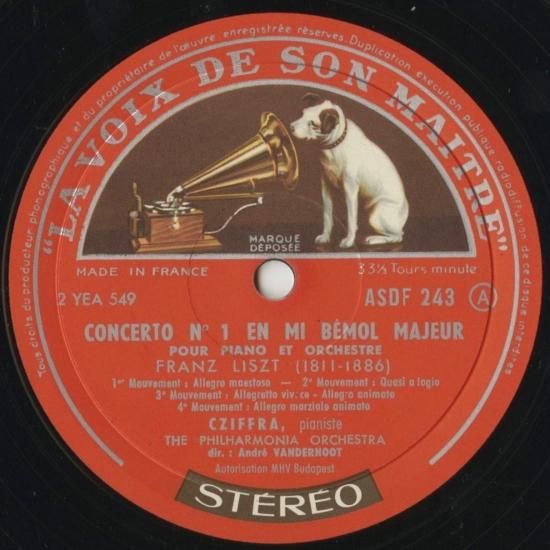 Tous droits du producteur phonographique et du propriétaire de l'œuvre enregistrée réservés. Duplication exécution publique radiodiffusion de ce disque interdites
"LA VOIX DE SON MAITRE"
MARQUE
DÉPOSÉE
MADE IN FRANCE
33⅓ Tours minute
2 YEA 549
ASDF 243 A
CONCERTO Nº 1 EN MI BÉMOL MAJEUR
POUR PIANO ET ORCHESTRE
FRANZ LISZT (1811-1886)
1er Mouvement : Allegro maestoso — 2e Mouvement : Quasi a logio
3e Mouvement : Allegretto viv.ce - Allegro animato
4e Mouvement : Allegro marziale animato
CZIFFRA, pianiste
THE PHILHARMONIA ORCHESTRA
dir. : André VANDERNOOT
Autorisation MHV Budapest
STÉRÉO